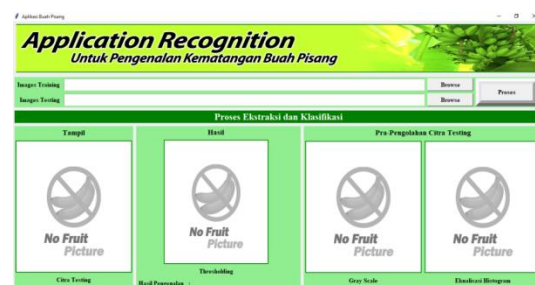 Aplikasi Buah Pisang
Application Recognition
Untuk Pengenalan Kematangan Buah Pisang
Images Training Browse
Proses
Images Testing Browse
Proses Ekstraksi dan Klasifikasi
Tampil Hasil Pra-Pengolahan Citra Testing
No Fruit
Picture
No Fruit
Picture
No Fruit
Picture
No Fruit
Picture
Citra Testing
Thresholding
Hasil Pengenalan :
Gray Scale
Ekualisasi Histogram